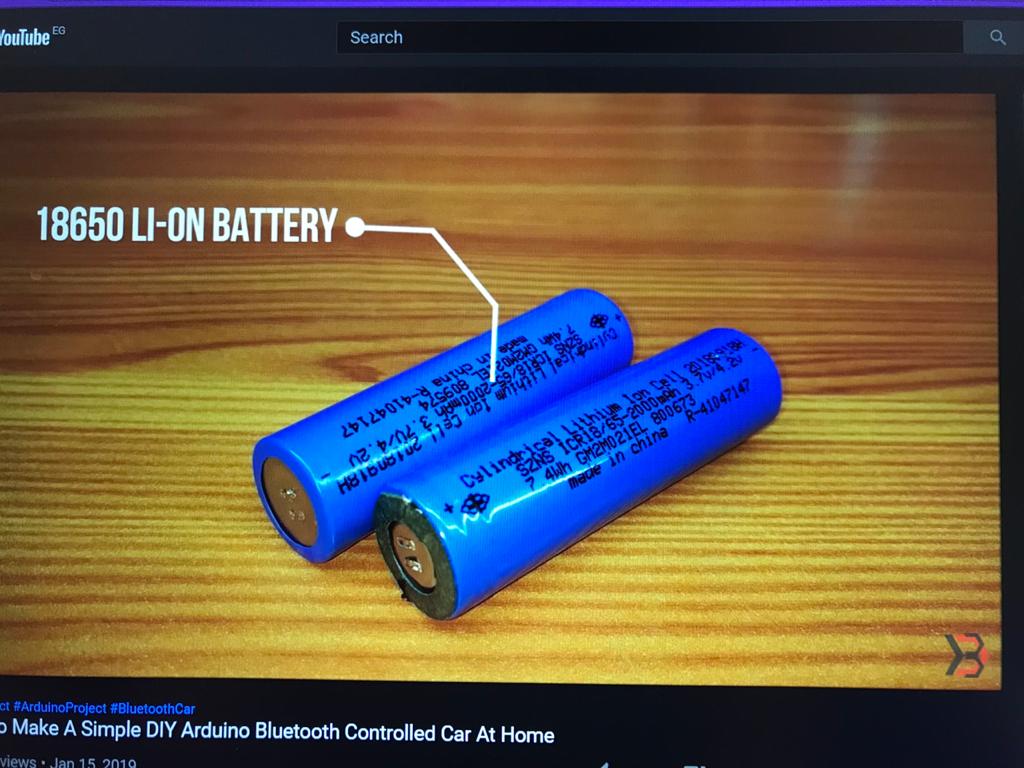 YouTube EG
Search
18650 LI-ON BATTERY
Cylindrical Lithium Ion Cell 20180918H
SZNS ICR18/65-2000mAh 3.7V/4.2V
7.4Wh GM2M021EL 809574
made in china R-41047147
+ Cylindrical Lithium Ion Cell 20180918H -
SZNS ICR18/65-2000mAh 3.7V/4.2V
7.4Wh GM2M021EL 800673
made in china R-41047147
ct #ArduinoProject #BluetoothCar
o Make A Simple DIY Arduino Bluetooth Controlled Car At Home
views • Jan 15, 2019